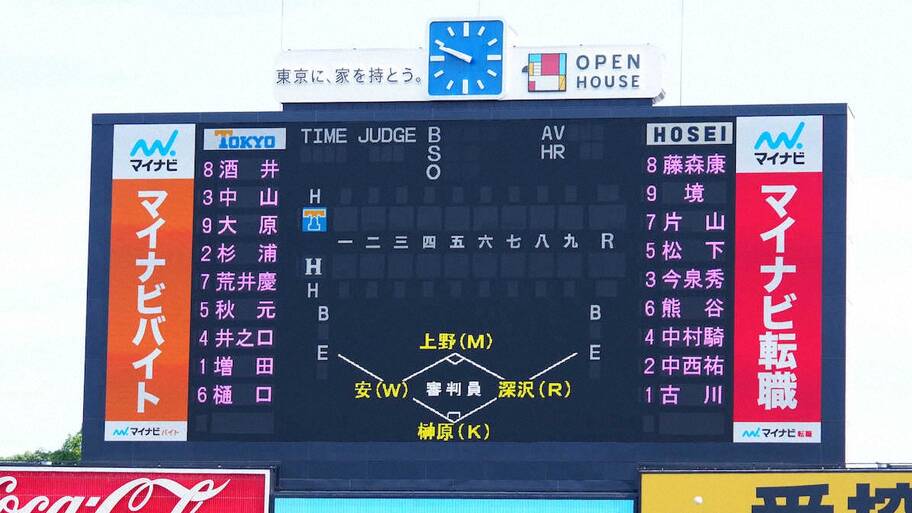 東京に、家を持とう。
OPEN
HOUSE
マイナビ
マイナビバイト
マイナビバイト
TOKYO
8 酒井
3 中山
9 大原
2 杉浦
7 荒井慶
5 秋元
4 井之口
1 増田
6 樋口
TIME JUDGE B
S
O
AV
HR
H
T
一 二 三 四 五 六 七 八 九 R
H
H
B
E
B
E
上野(M)
安(W) 審判員 深沢(R)
榊原(K)
HOSEI
8 藤森康
9 境
7 片山
5 松下
3 今泉秀
6 熊谷
4 中村騎
2 中西祐
1 古川
マイナビ
マイナビ転職
マイナビ転職
Coca-Cola